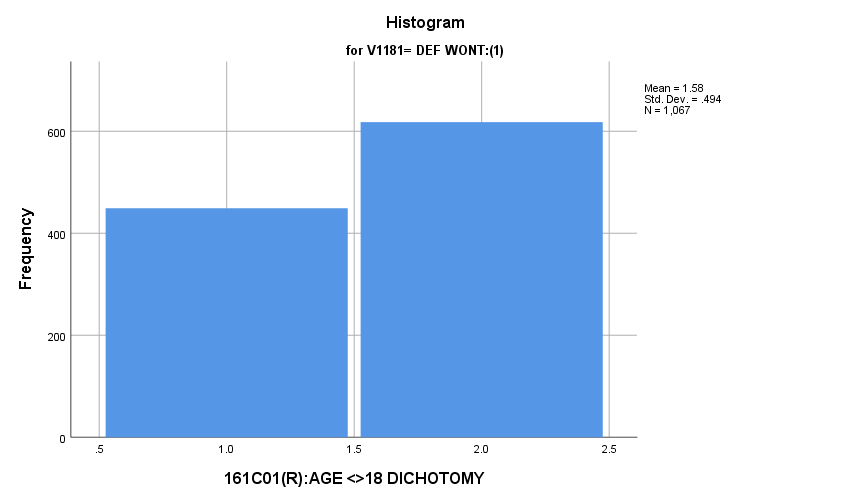 Histogram
for V1181= DEF WONT:(1)
Mean = 1.58
Std. Dev. = .494
N = 1,067
600
400
200
0
Frequency
.5 1.0 1.5 2.0 2.5
161C01(R):AGE <>18 DICHOTOMY